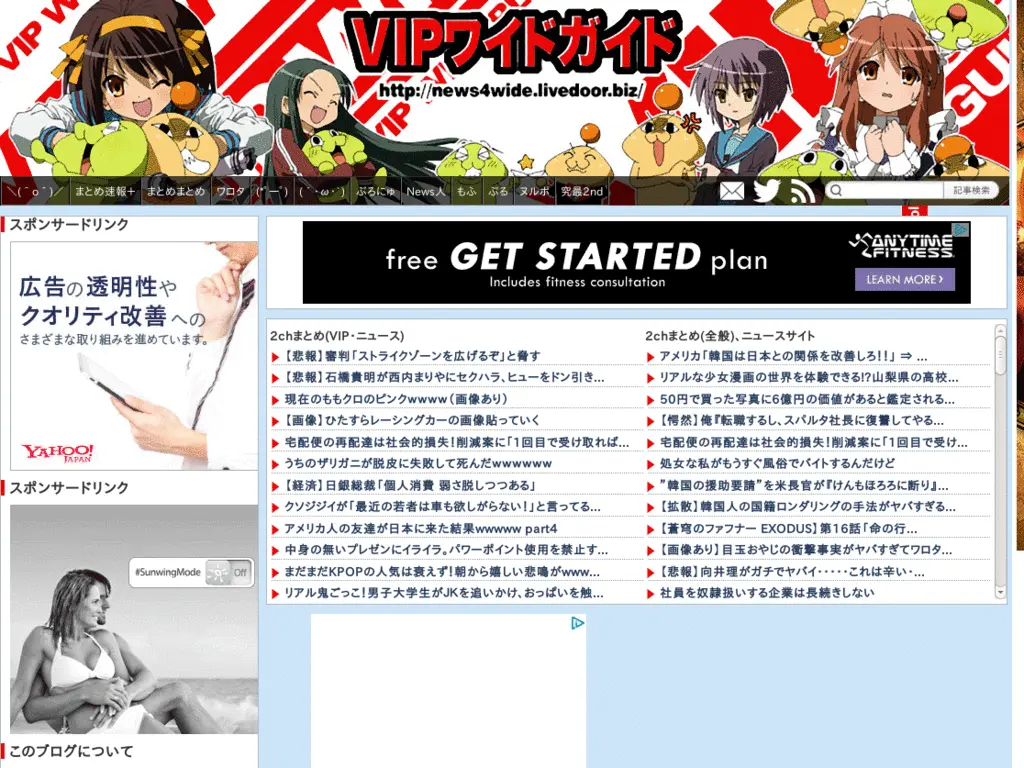 VIPワイドガイド
http://news4wide.livedoor.biz/
＼(＾o＾)／ まとめ速報+ まとめまとめ ワロタ (*ﾟーﾟ) (´･ω･`) ぶろにゅ News人 もふ ぶる ヌルポ 究最2nd
記事検索
スポンサードリンク
広告の透明性や
クオリティ改善への
さまざまな取り組みを進めています。
YAHOO!
JAPAN
スポンサードリンク
#SunwingMode Off
このブログについて
free GET STARTED plan
Includes fitness consultation
ANYTIME
FITNESS
LEARN MORE>
2chまとめ(VIP・ニュース)
【悲報】審判「ストライクゾーンを広げるぞ」と脅す
【悲報】石橋貴明が西内まりやにセクハラ、ヒューをドン引き...
現在のももクロのピンクwwww（画像あり）
【画像】ひたすらレーシングカーの画像貼っていく
宅配便の再配達は社会的損失！削減案に「1回目で受け取れば...
うちのザリガニが脱皮に失敗して死んだwwwwww
【経済】日銀総裁「個人消費 弱さ脱しつつある」
クソジジイが「最近の若者は車も欲しがらない！」と言ってる...
アメリカ人の友達が日本に来た結果wwwww part4
中身の無いプレゼンにイライラ。パワーポイント使用を禁止す...
まだまだKPOPの人気は衰えず！朝から嬉しい悲鳴がwww...
リアル鬼ごっこ！男子大学生がJKを追いかけ、おっぱいを触...
2chまとめ(全般)、ニュースサイト
アメリカ「韓国は日本との関係を改善しろ！！」 ⇒ ...
リアルな少女漫画の世界を体験できる!?山梨県の高校...
50円で買った写真に6億円の価値があると鑑定される...
【愕然】俺『転職するし、スパルタ社長に復讐してやる...
宅配便の再配達は社会的損失！削減案に「1回目で受け...
処女な私がもうすぐ風俗でバイトするんだけど
”韓国の援助要請”を米長官が『けんもほろろに断り』...
【拡散】韓国人の国籍ロンダリングの手法がヤバすぎる...
【蒼穹のファフナー EXODUS】第16話「命の行...
【画像あり】目玉おやじの衝撃事実がヤバすぎてワロタ...
【悲報】向井理がガチでヤバイ・・・・・これは辛い・...
社員を奴隷扱いする企業は長続きしない